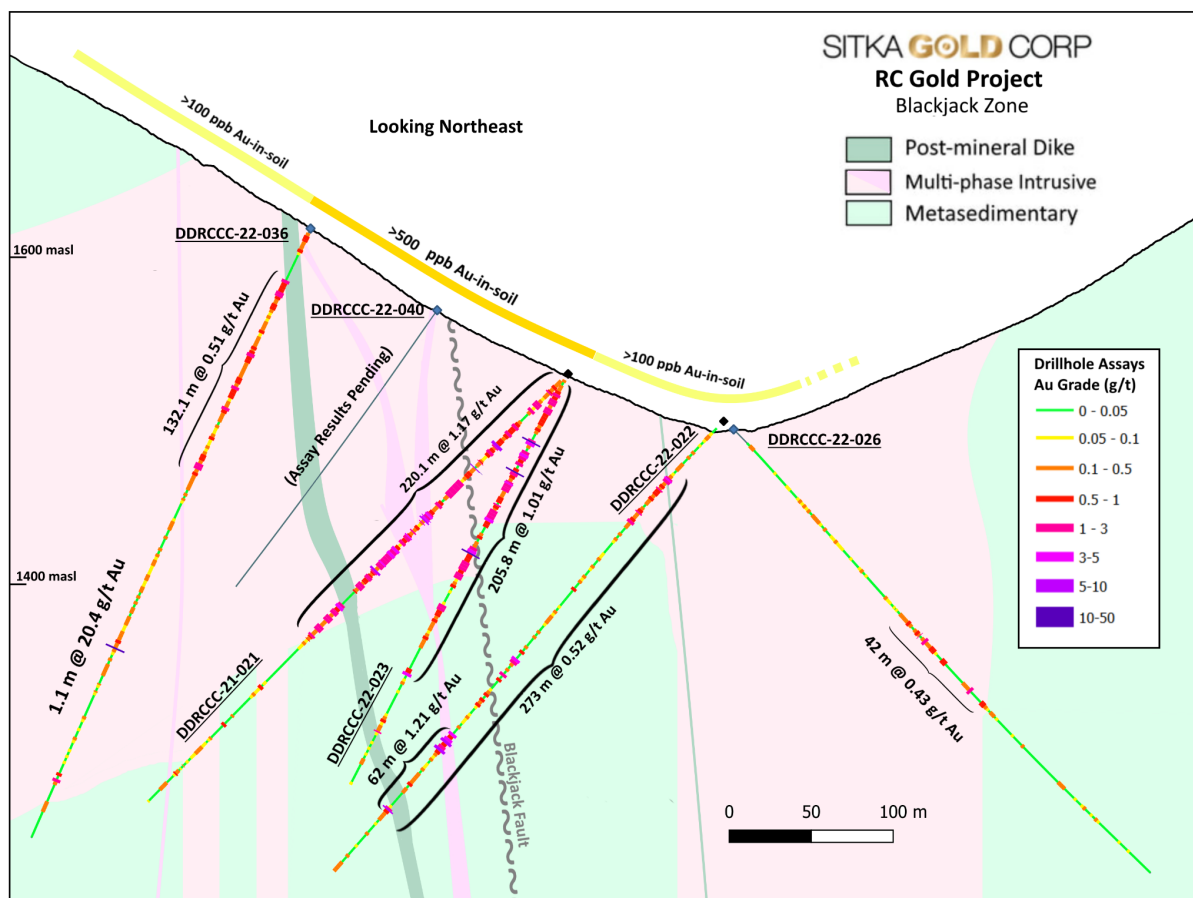 SITKA GOLD CORP
RC Gold Project
Blackjack Zone
Looking Northeast
Post-mineral Dike
Multi-phase Intrusive
Metasedimentary
>100 ppb Au-in-soil
>500 ppb Au-in-soil
>100 ppb Au-in-soil
DDRCCC-22-036
1600 masl
DDRCCC-22-040
132.1 m @ 0.51 g/t Au
(Assay Results Pending)
220.1 m @ 1.17 g/t Au
205.8 m @ 1.01 g/t Au
DDRCCC-22-022
DDRCCC-22-026
Drillhole Assays
Au Grade (g/t)
0 - 0.05
0.05 - 0.1
0.1 - 0.5
0.5 - 1
1 - 3
3-5
5-10
10-50
1400 masl
1.1 m @ 20.4 g/t Au
DDRCCC-21-021
DDRCCC-22-023
62 m @ 1.21 g/t Au
273 m @ 0.52 g/t Au
42 m @ 0.43 g/t Au
Blackjack Fault
0 50 100 m